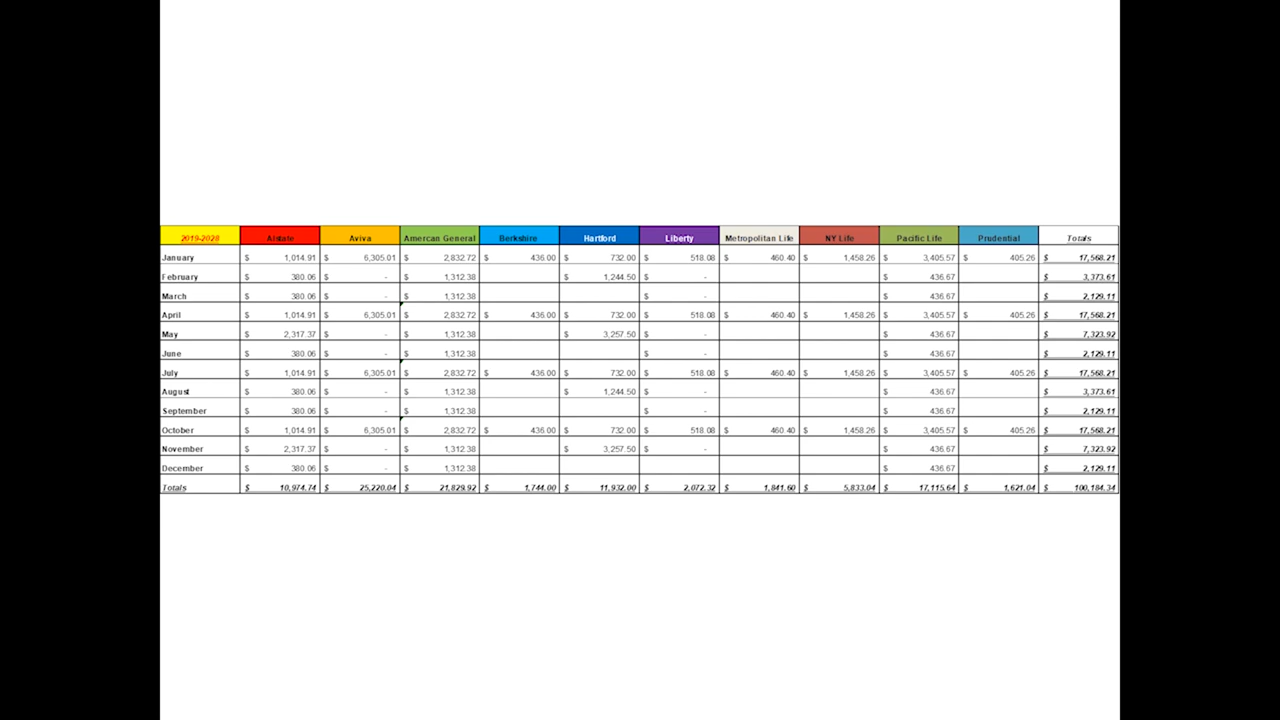 2019-2028 Alstate Aviva Amercan General Berkshire Hartford Liberty Metropolitan Life NY Life Pacific Life Prudential Totals
January $ 1,014.91 $ 6,305.01 $ 2,832.72 $ 436.00 $ 732.00 $ 518.08 $ 460.40 $ 1,458.26 $ 3,405.57 $ 405.26 $ 17,568.21
February $ 380.06 $ - $ 1,312.38 $ 1,244.50 $ - $ 436.67 $ 3,373.61
March $ 380.06 $ - $ 1,312.38 $ - $ 436.67 $ 2,129.11
April $ 1,014.91 $ 6,305.01 $ 2,832.72 $ 436.00 $ 732.00 $ 518.08 $ 460.40 $ 1,458.26 $ 3,405.57 $ 405.26 $ 17,568.21
May $ 2,317.37 $ - $ 1,312.38 $ 3,257.50 $ - $ 436.67 $ 7,323.92
June $ 380.06 $ - $ 1,312.38 $ - $ 436.67 $ 2,129.11
July $ 1,014.91 $ 6,305.01 $ 2,832.72 $ 436.00 $ 732.00 $ 518.08 $ 460.40 $ 1,458.26 $ 3,405.57 $ 405.26 $ 17,568.21
August $ 380.06 $ - $ 1,312.38 $ 1,244.50 $ - $ 436.67 $ 3,373.61
September $ 380.06 $ - $ 1,312.38 $ - $ 436.67 $ 2,129.11
October $ 1,014.91 $ 6,305.01 $ 2,832.72 $ 436.00 $ 732.00 $ 518.08 $ 460.40 $ 1,458.26 $ 3,405.57 $ 405.26 $ 17,568.21
November $ 2,317.37 $ - $ 1,312.38 $ 3,257.50 $ - $ 436.67 $ 7,323.92
December $ 380.06 $ - $ 1,312.38 $ - $ 436.67 $ 2,129.11
Totals $ 10,974.74 $ 25,220.04 $ 21,829.92 $ 1,744.00 $ 11,932.00 $ 2,072.32 $ 1,841.60 $ 5,833.04 $ 17,115.64 $ 1,621.04 $ 100,184.34